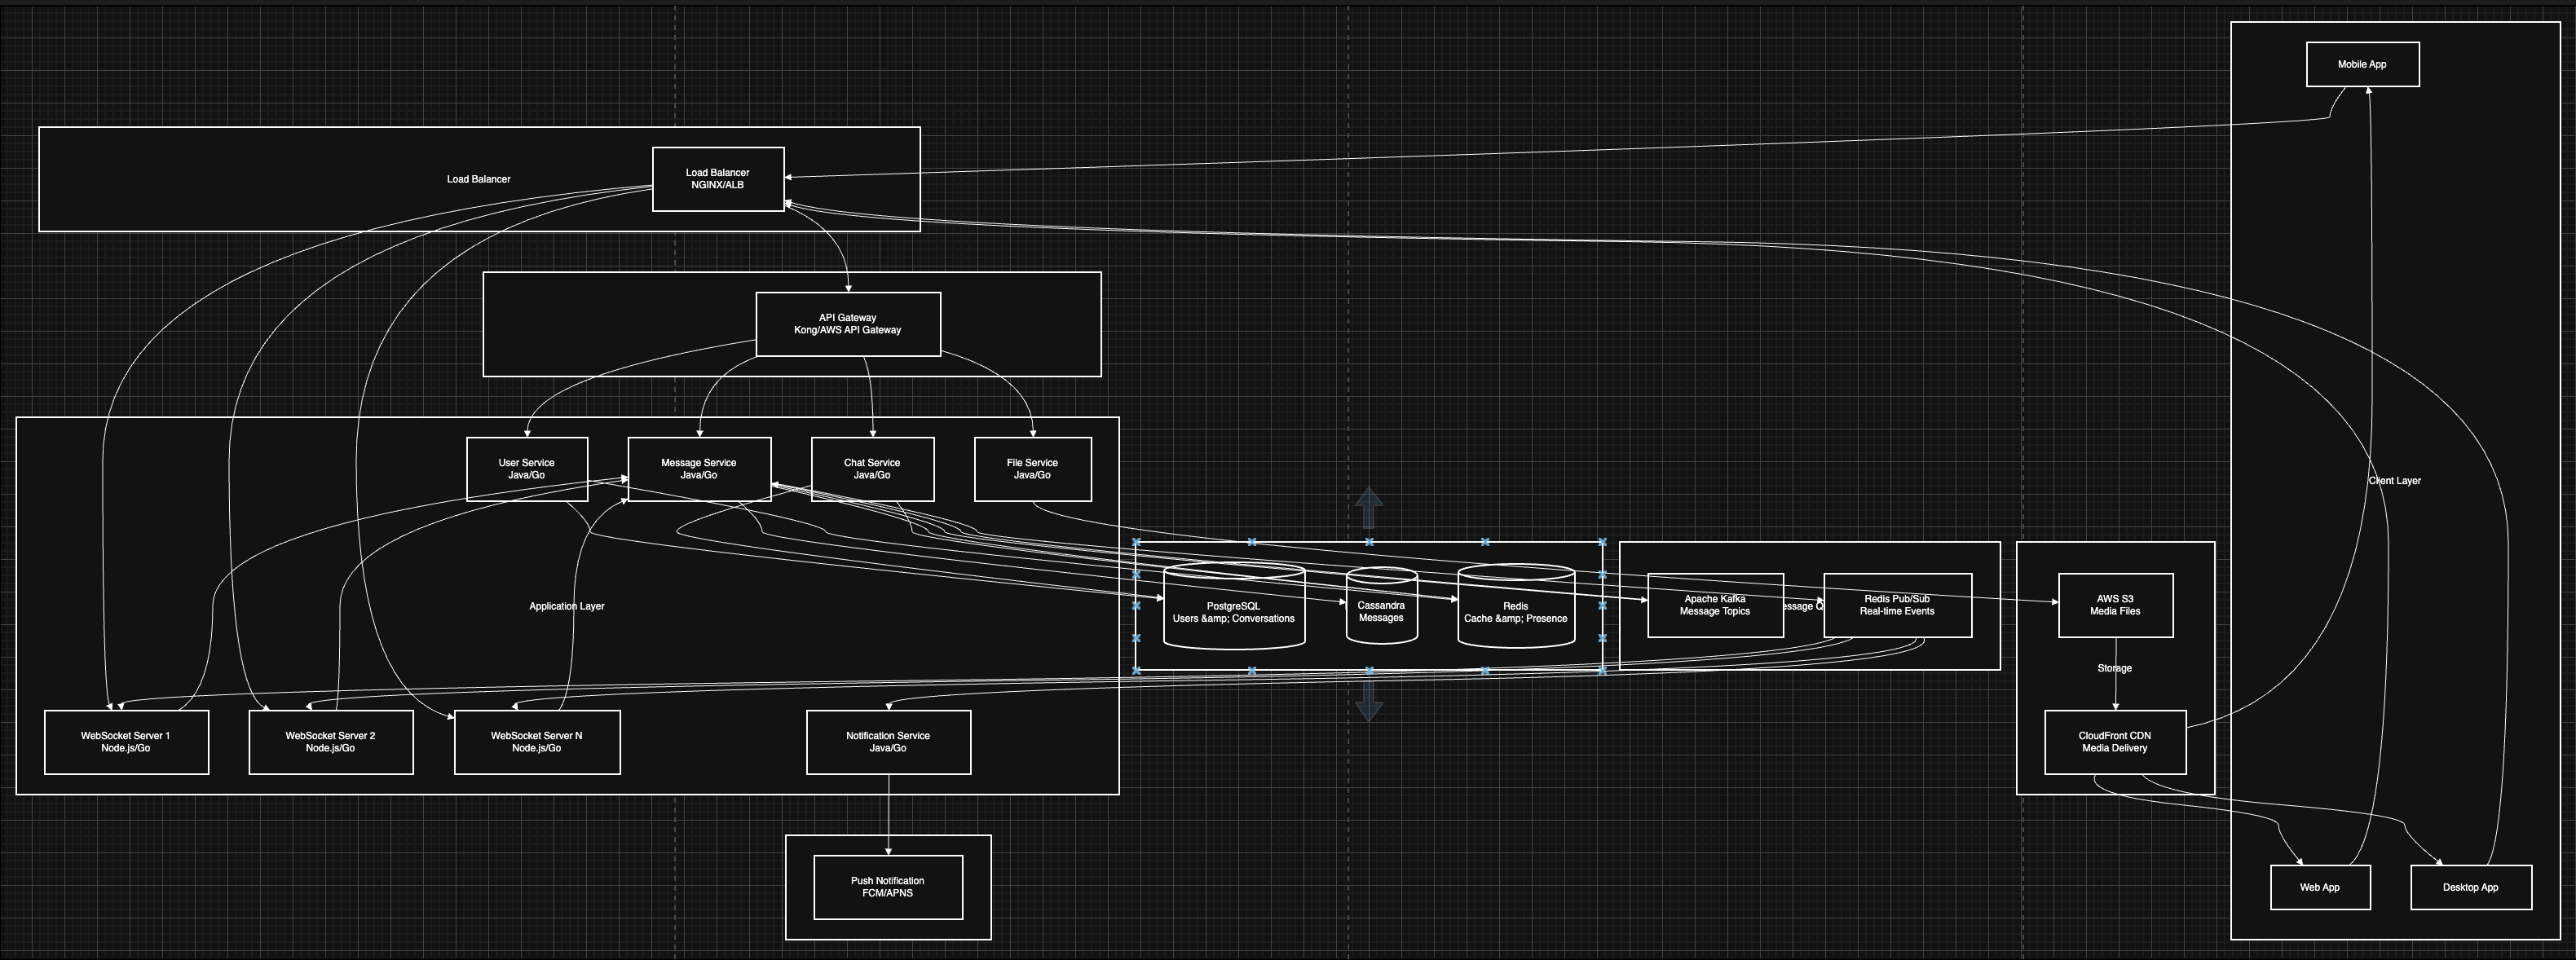 Mobile App
Load Balancer
Load Balancer
NGINX/ALB
API Gateway
Kong/AWS API Gateway
User Service
Java/Go
Message Service
Java/Go
Chat Service
Java/Go
File Service
Java/Go
Client Layer
Application Layer
PostgreSQL
Users &amp; Conversations
Cassandra
Messages
Redis
Cache &amp; Presence
Apache Kafka
Message Topics
essage Q
Redis Pub/Sub
Real-time Events
AWS S3
Media Files
Storage
WebSocket Server 1
Node.js/Go
WebSocket Server 2
Node.js/Go
WebSocket Server N
Node.js/Go
Notification Service
Java/Go
CloudFront CDN
Media Delivery
Push Notification
FCM/APNS
Web App
Desktop App